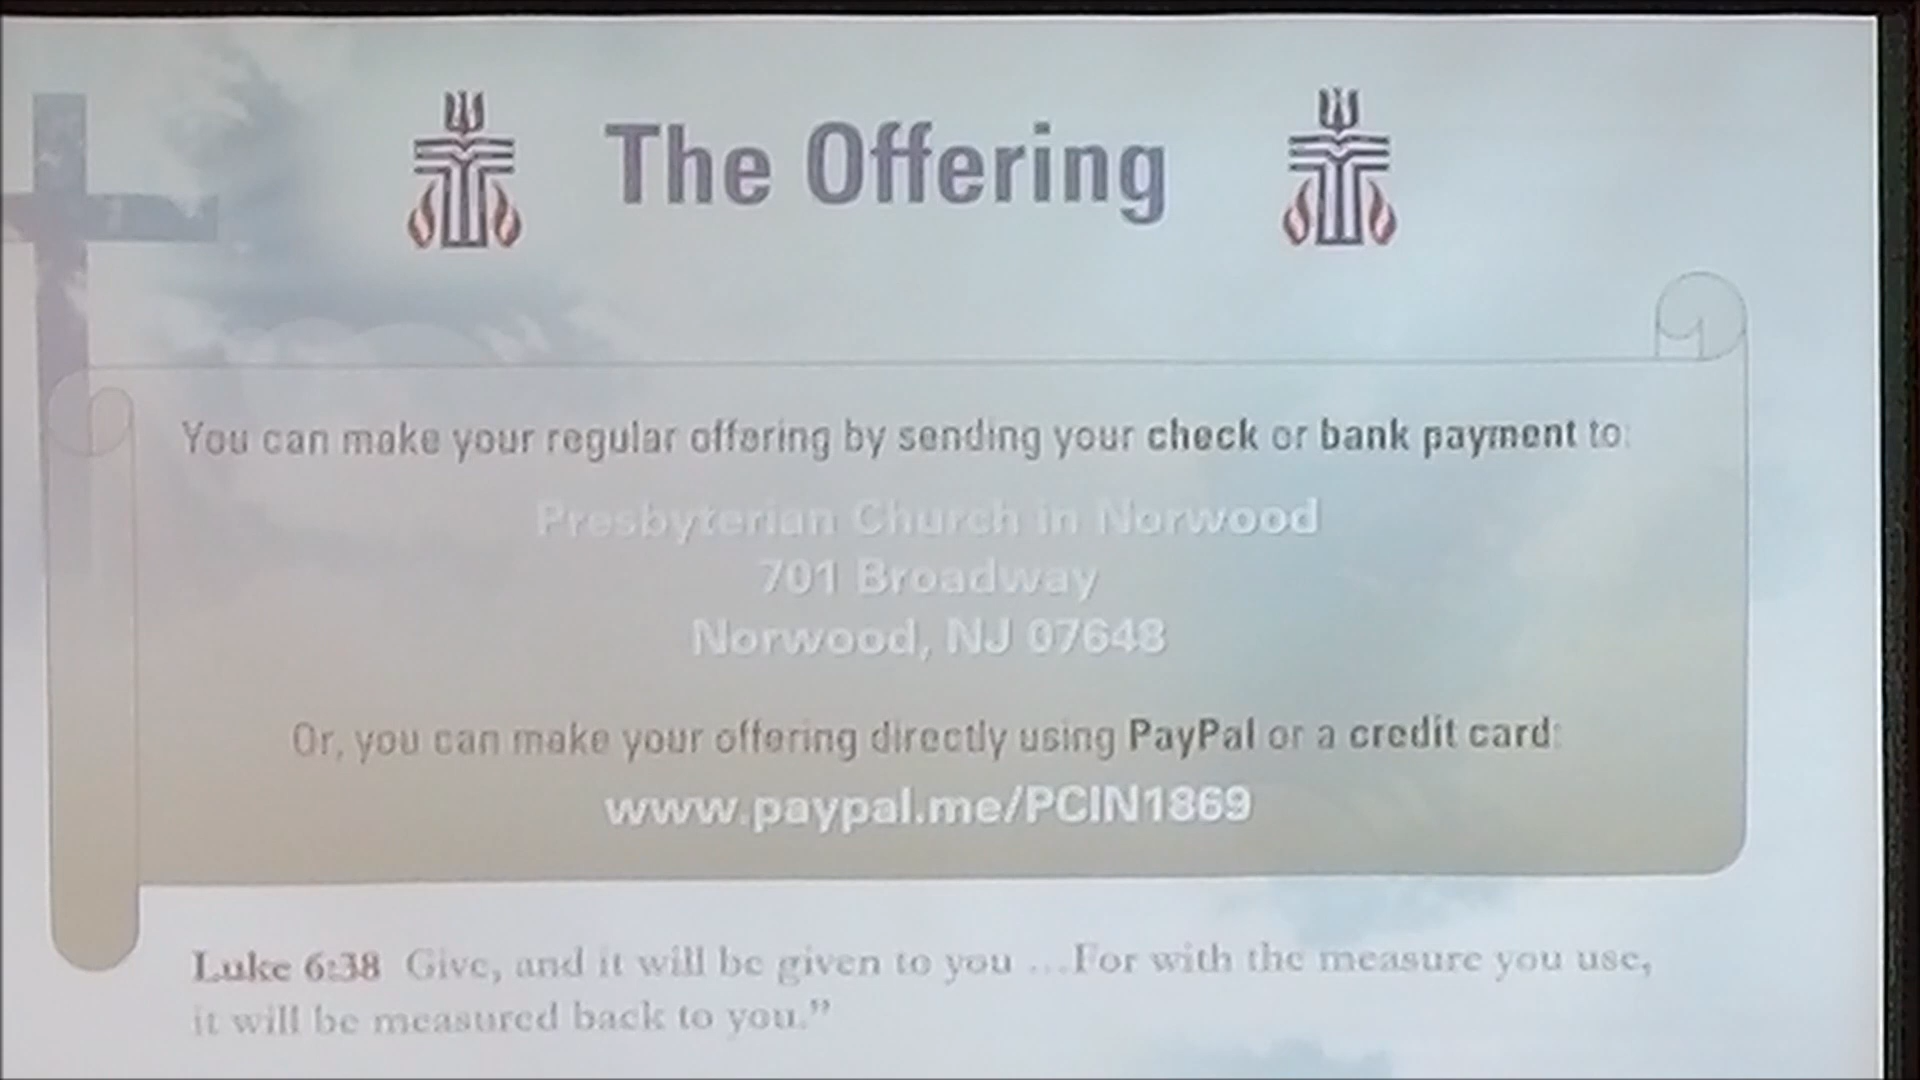 The Offering
You can make your regular offering by sending your check or bank payment to:
Presbyterian Church in Norwood
701 Broadway
Norwood, NJ 07648
Or, you can make your offering directly using PayPal or a credit card:
www.paypal.me/PCIN1869
Luke 6:38 Give, and it will be given to you ...For with the measure you use,
it will be measured back to you.”